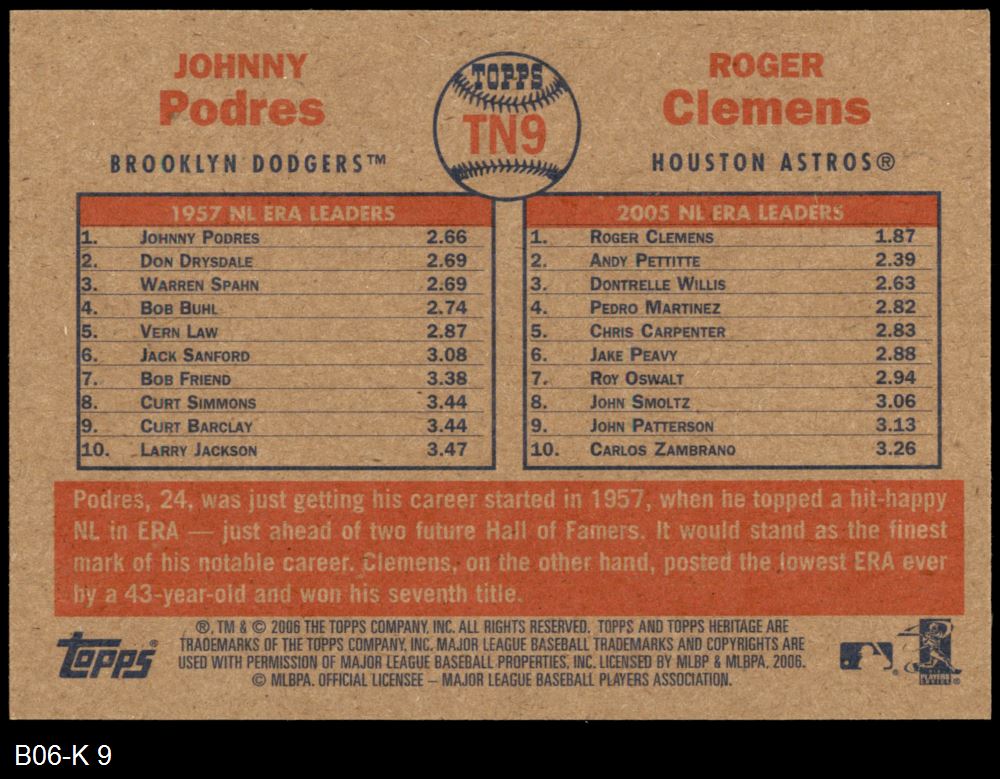 JOHNNY
Podres
BROOKLYN DODGERS™
TOPPS
TN9
ROGER
Clemens
HOUSTON ASTROS®
1957 NL ERA LEADERS
1. JOHNNY PODRES 2.66
2. DON DRYSDALE 2.69
3. WARREN SPAHN 2.69
4. BOB BUHL 2.74
5. VERN LAW 2.87
6. JACK SANFORD 3.08
7. BOB FRIEND 3.38
8. CURT SIMMONS 3.44
9. CURT BARCLAY 3.44
10. LARRY JACKSON 3.47
2005 NL ERA LEADERS
1. ROGER CLEMENS 1.87
2. ANDY PETTITTE 2.39
3. DONTRELLE WILLIS 2.63
4. PEDRO MARTINEZ 2.82
5. CHRIS CARPENTER 2.83
6. JAKE PEAVY 2.88
7. ROY OSWALT 2.94
8. JOHN SMOLTZ 3.06
9. JOHN PATTERSON 3.13
10. CARLOS ZAMBRANO 3.26
Podres, 24, was just getting his career started in 1957, when he topped a hit-happy
NL in ERA — just ahead of two future Hall of Famers. It would stand as the finest
mark of his notable career. Clemens, on the other hand, posted the lowest ERA ever
by a 43-year-old and won his seventh title.
Topps®
®, TM & © 2006 THE TOPPS COMPANY, INC. ALL RIGHTS RESERVED. TOPPS AND TOPPS HERITAGE ARE
TRADEMARKS OF THE TOPPS COMPANY, INC. MAJOR LEAGUE BASEBALL TRADEMARKS AND COPYRIGHTS ARE
USED WITH PERMISSION OF MAJOR LEAGUE BASEBALL PROPERTIES, INC. LICENSED BY MLBP & MLBPA, 2006.
© MLBPA. OFFICIAL LICENSEE – MAJOR LEAGUE BASEBALL PLAYERS ASSOCIATION.
PLAYERS
CHOICE
B06-K 9